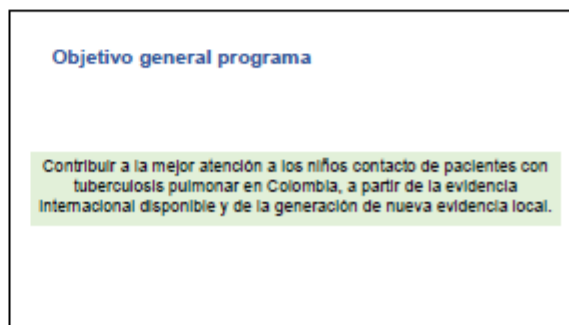 Objetivo general programa
Contribuir a la mejor atención a los niños contacto de pacientes con
tuberculosis pulmonar en Colombia, a partir de la evidencia
internacional disponible y de la generación de nueva evidencia local.